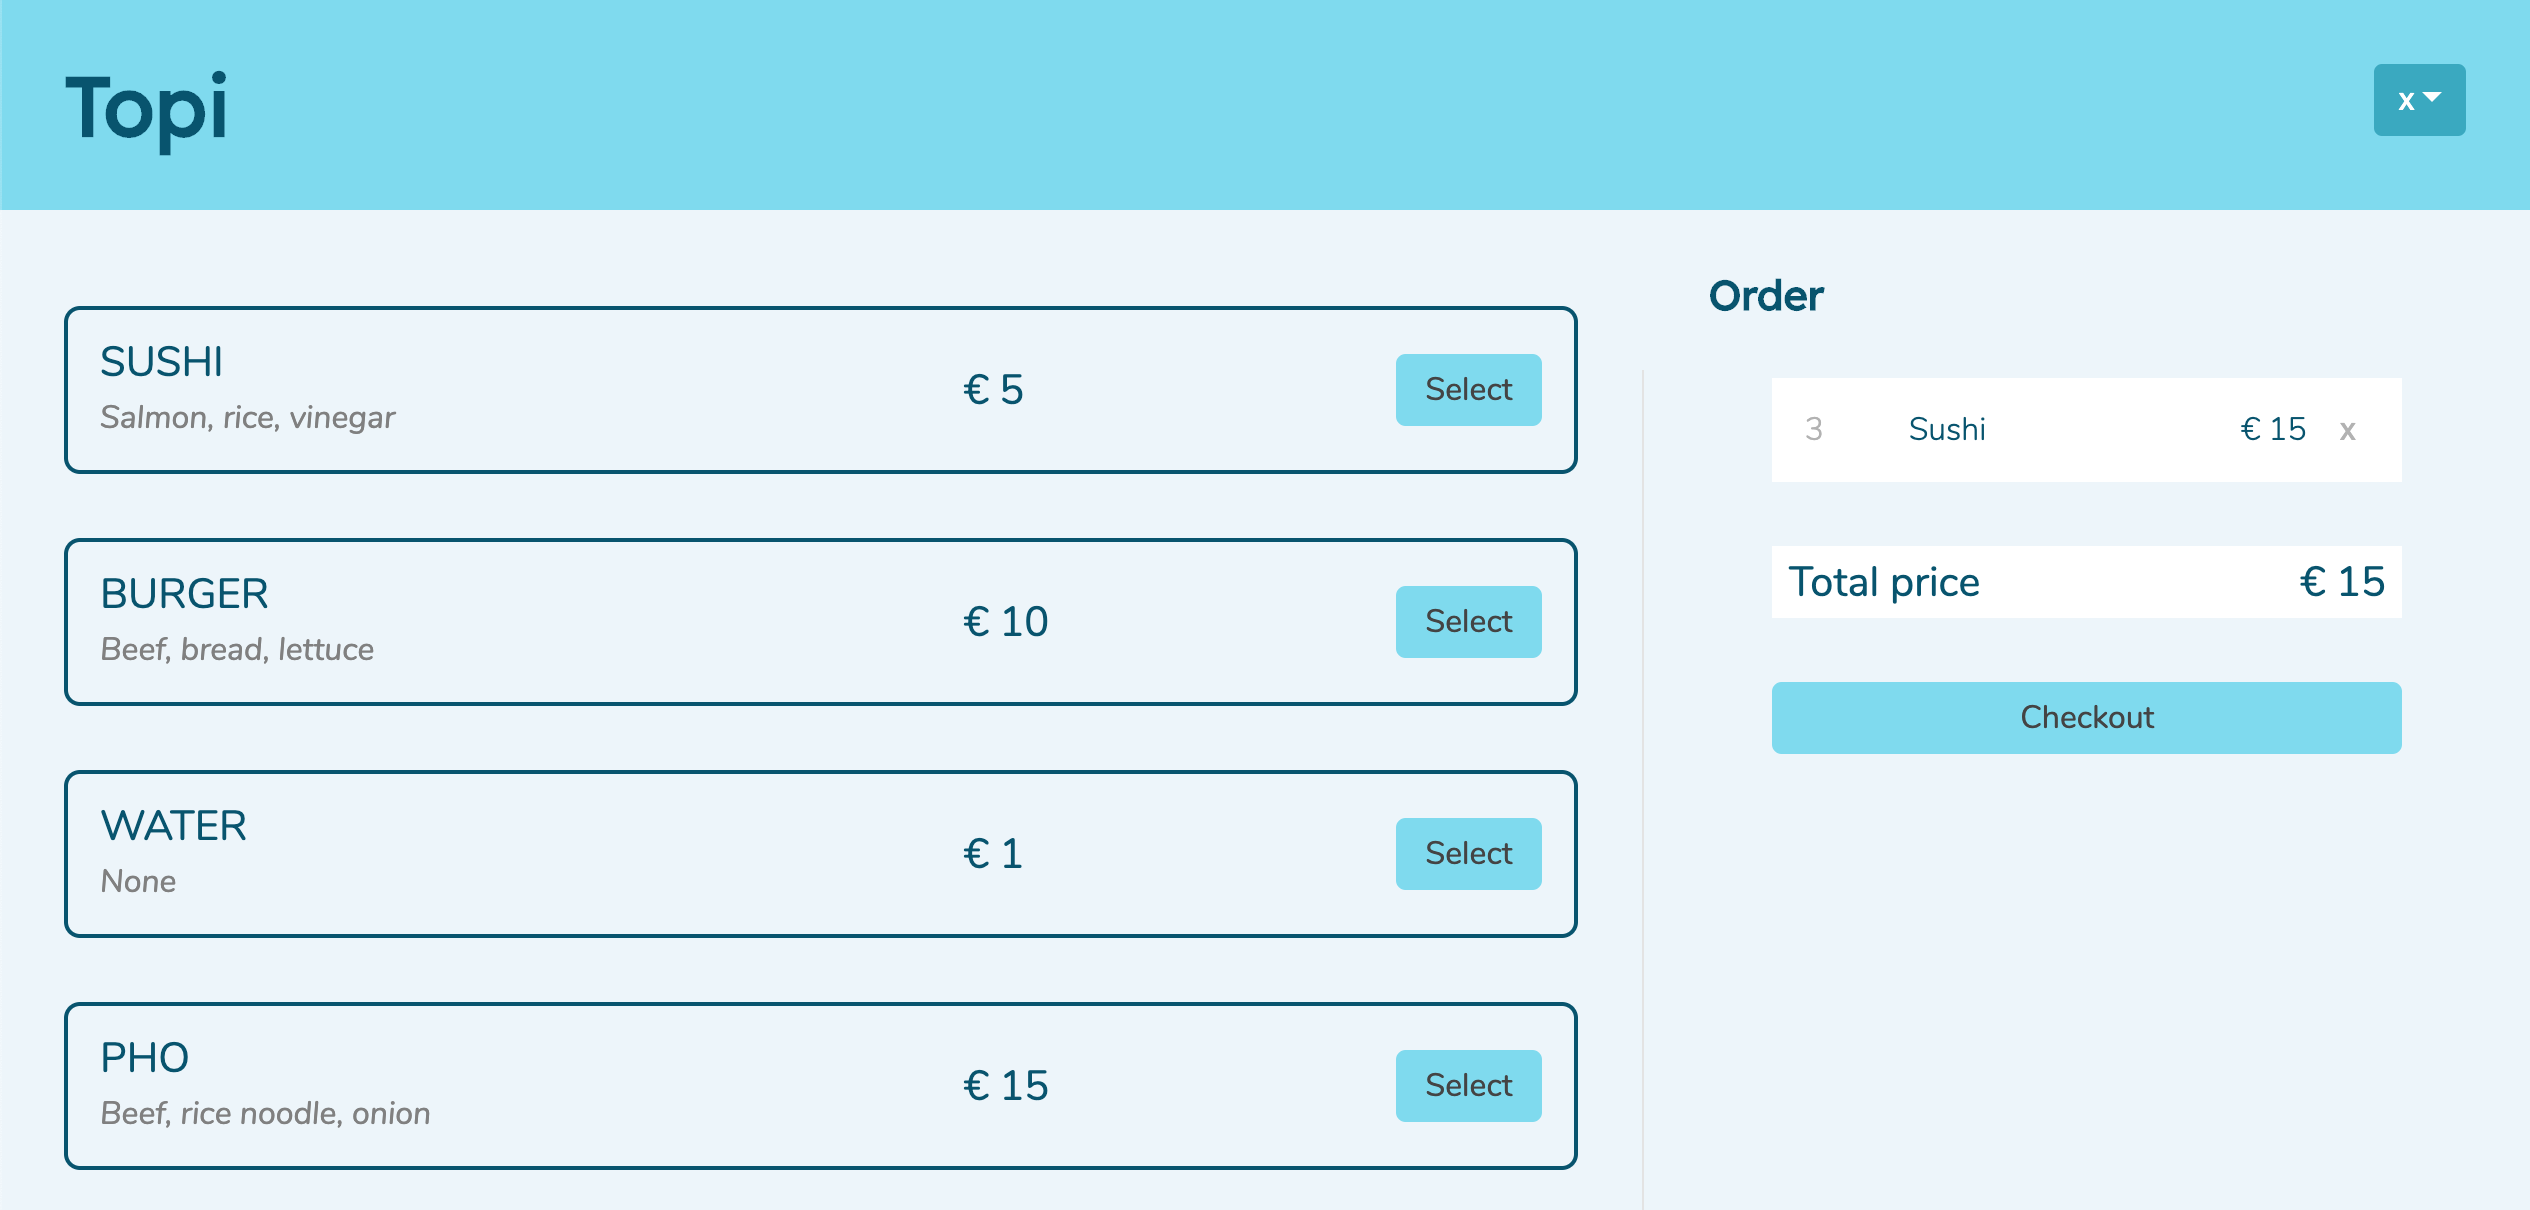 Topi
x
SUSHI
Salmon, rice, vinegar
€ 5
Select
BURGER
Beef, bread, lettuce
€ 10
Select
WATER
None
€ 1
Select
PHO
Beef, rice noodle, onion
€ 15
Select
Order
3 Sushi € 15 x
Total price € 15
Checkout